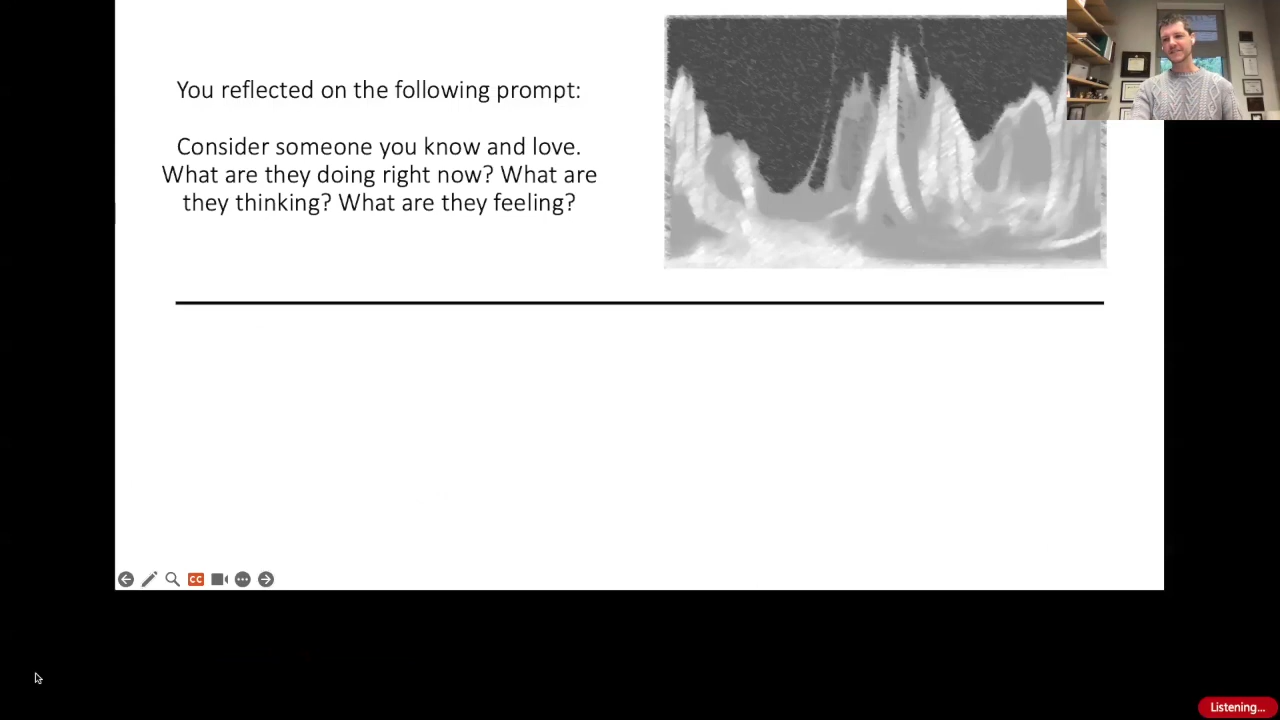 You reflected on the following prompt:
Consider someone you know and love.
What are they doing right now? What are
they thinking? What are they feeling?
CC
Listening...